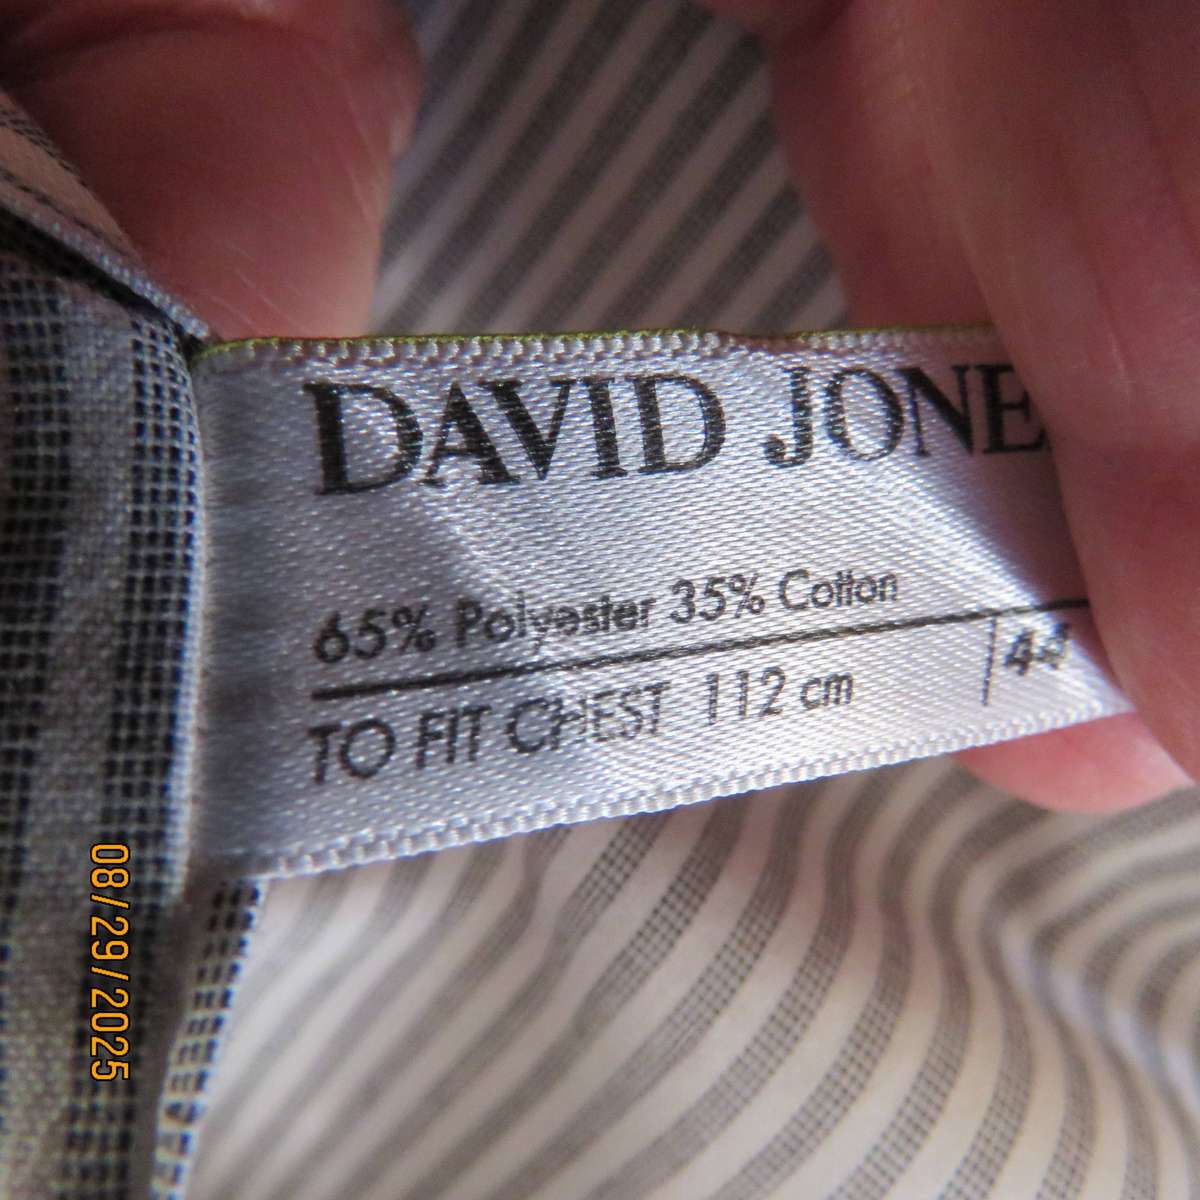 DAVID JONE
65% Polyester 35% Cotton
TO FIT CHEST 112 cm 44
08/29/2025